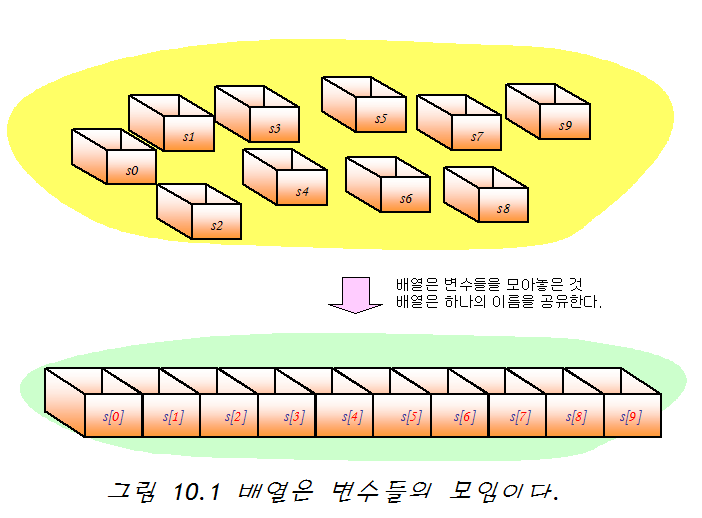 s0 s1 s3 s5 s7 s9
s2 s4 s6 s8
배열은 변수들을 모아놓은 것
배열은 하나의 이름을 공유한다.
s[0] s[1] s[2] s[3] s[4] s[5] s[6] s[7] s[8] s[9]
그림 10.1 배열은 변수들의 모임이다.